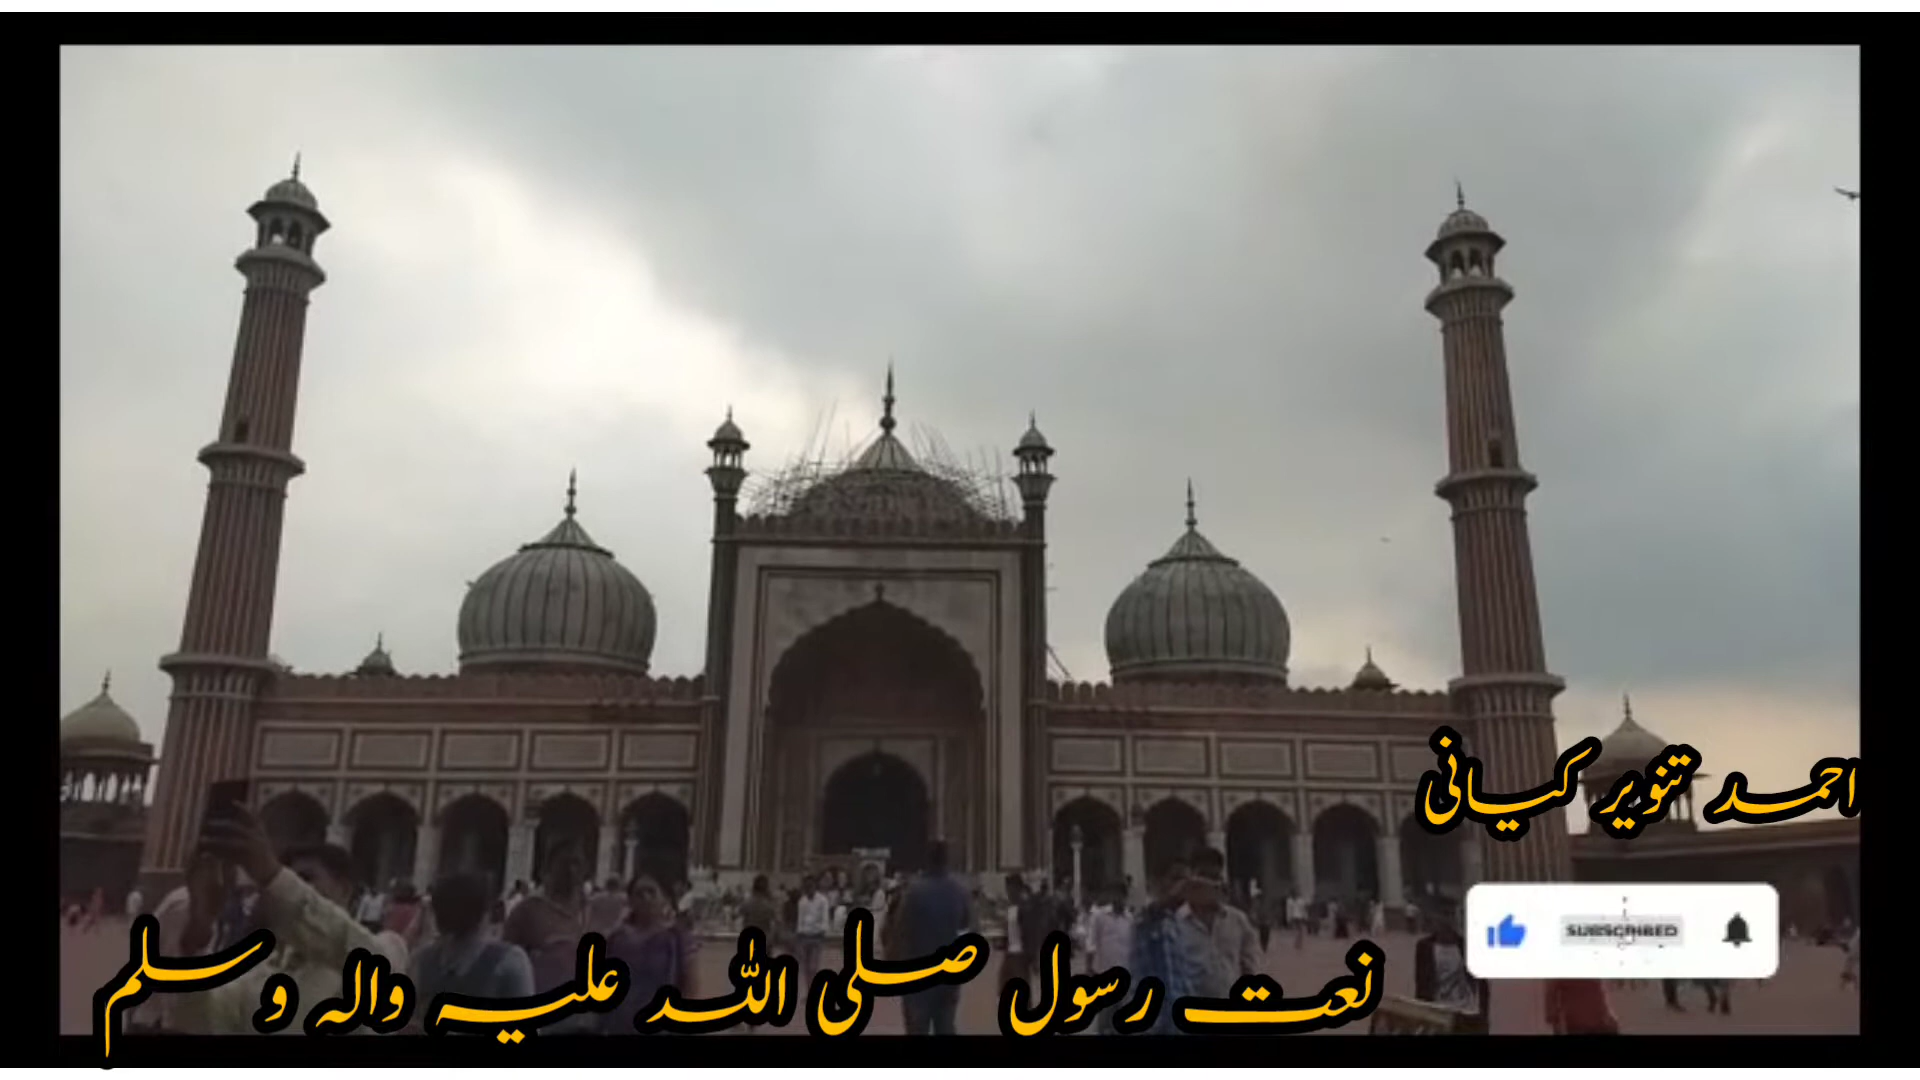 احمد تنویر کیانی
SUBSCRIBED
نعت رسول صلی اللہ علیہ والہ وسلم